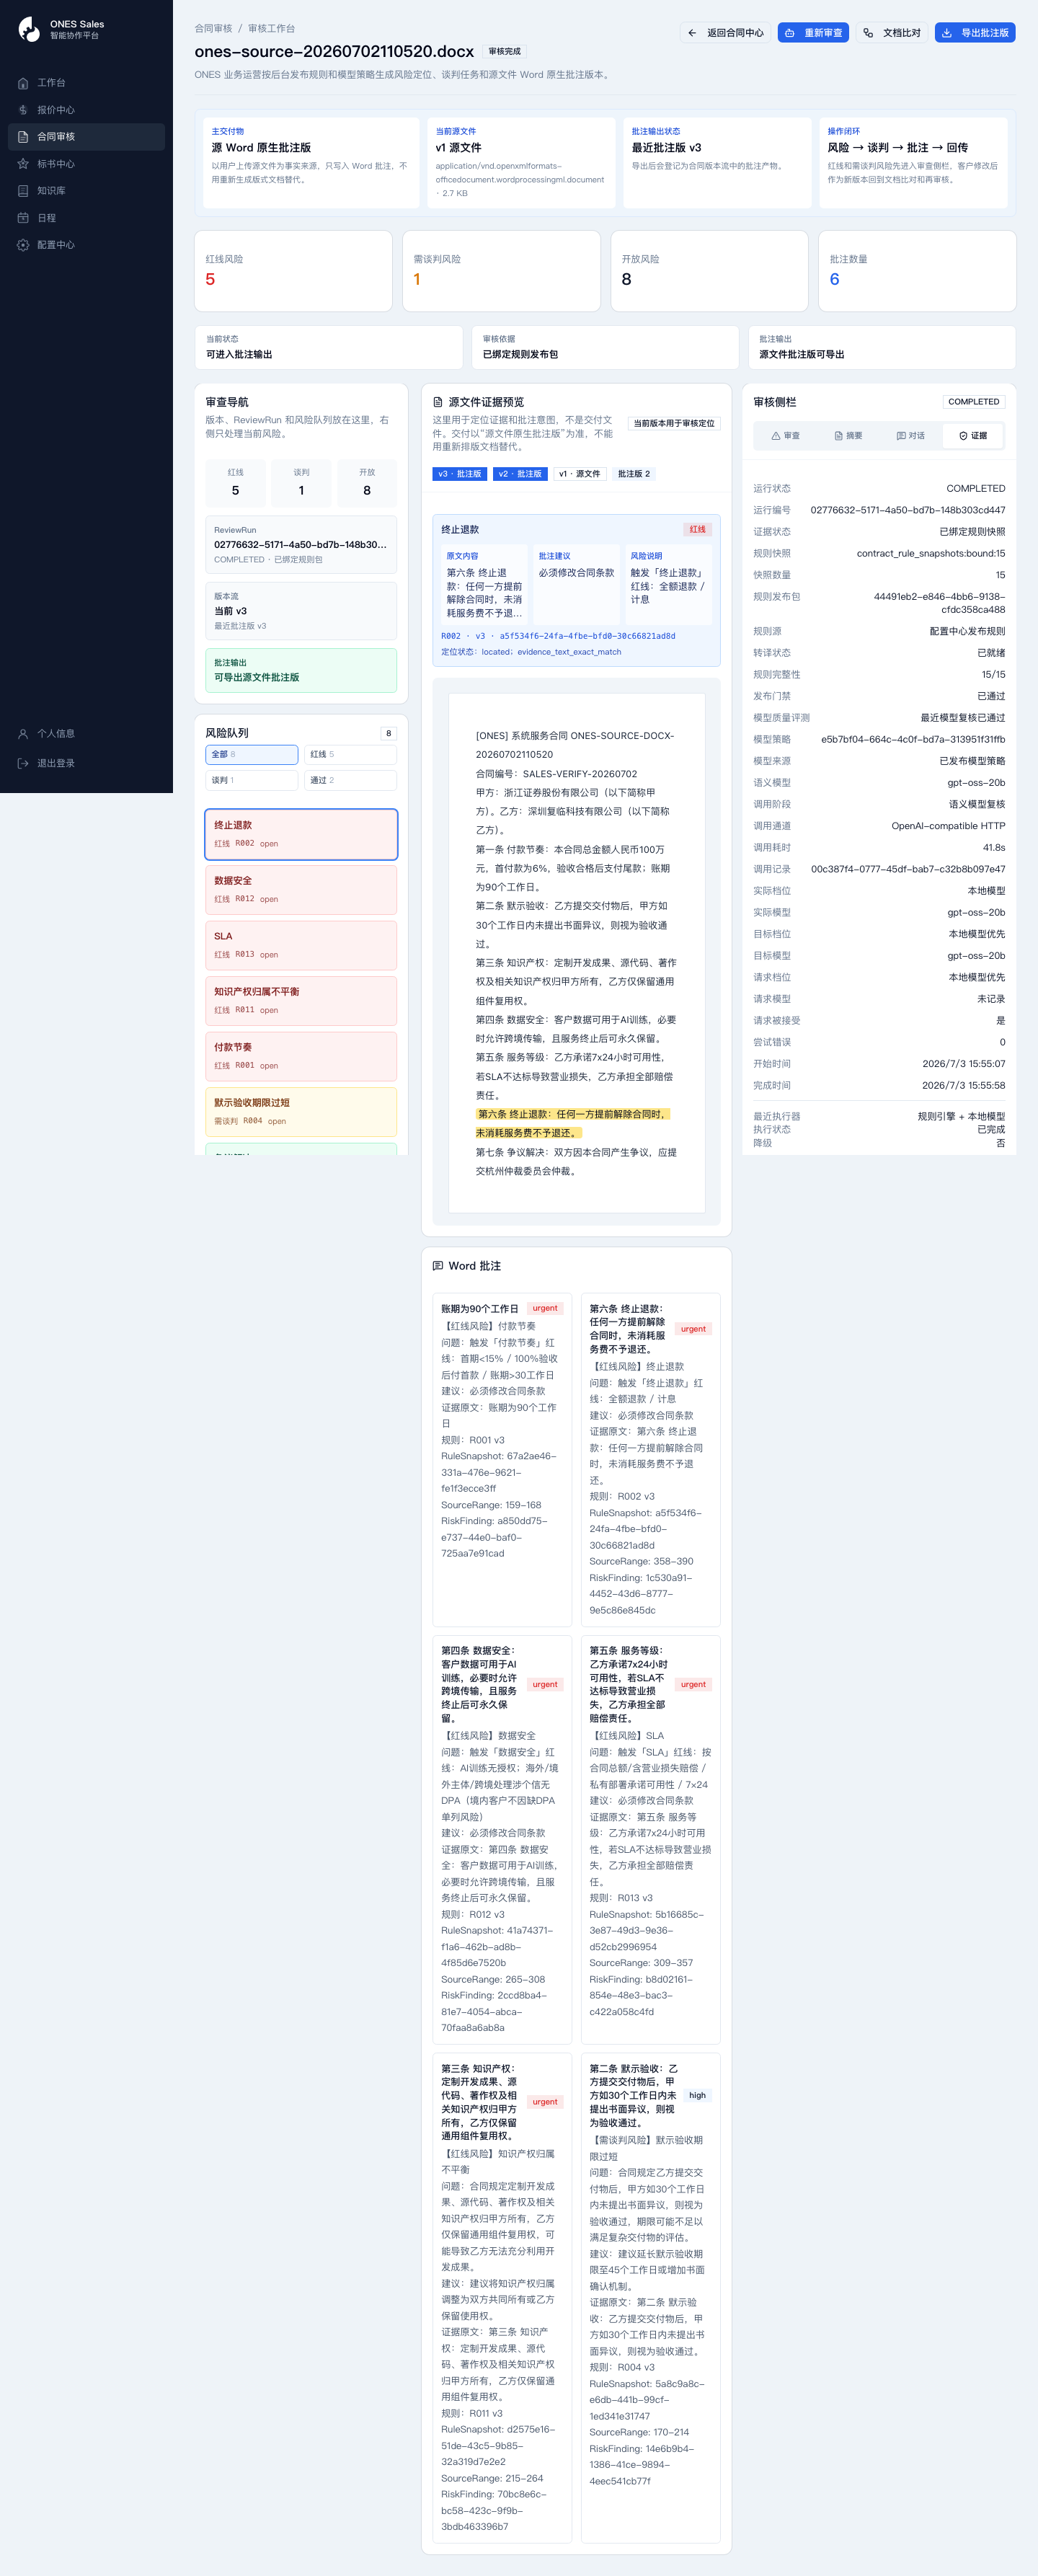 ONES Sales
智能协作平台
工作台
报价中心
合同审核
标书中心
知识库
日程
配置中心
个人信息
退出登录
合同审核 / 审核工作台
ones-source-20260702110520.docx 审核完成
ONES 业务运营按后台发布规则和模型策略生成风险定位、谈判任务和源文件 Word 原生批注版本。
返回合同中心
重新审查
文档比对
导出批注版
主交付物
源 Word 原生批注版
以用户上传源文件为事实来源，只写入 Word 批注，不
用重新生成版式文档替代。
当前源文件
v1 源文件
application/vnd.openxmlformats-
officedocument.wordprocessingml.document
· 2.7 KB
批注输出状态
最近批注版 v3
导出后会登记为合同版本流中的批注产物。
操作闭环
风险 → 谈判 → 批注 → 回传
红线和需谈判风险先进入审查侧栏，客户修改后
作为新版本回到文档比对和再审核。
红线风险
5
需谈判风险
1
开放风险
8
批注数量
6
当前状态
可进入批注输出
审核依据
已绑定规则发布包
批注输出
源文件批注版可导出
审查导航
版本、ReviewRun 和风险队列放在这里，右
侧只处理当前风险。
红线
5
谈判
1
开放
8
ReviewRun
02776632-5171-4a50-bd7b-148b30...
COMPLETED · 已绑定规则包
版本流
当前 v3
最近批注版 v3
批注输出
可导出源文件批注版
风险队列
8
全部 8
红线 5
谈判 1
通过 2
终止退款
红线 R002 open
数据安全
红线 R012 open
SLA
红线 R013 open
知识产权归属不平衡
红线 R011 open
付款节奏
红线 R001 open
默示验收期限过短
需谈判 R004 open
源文件证据预览
这里用于定位证据和批注意图，不是交付文
件。交付以“源文件原生批注版”为准，不能
用重新排版文档替代。
当前版本用于审核定位
v3 · 批注版
v2 · 批注版
v1 · 源文件
批注版 2
终止退款
红线
原文内容
第六条 终止退
款：任何一方提前
解除合同时，未消
耗服务费不予退...
批注建议
必须修改合同条款
风险说明
触发「终止退款」
红线：全额退款 /
计息
R002 · v3 · a5f534f6-24fa-4fbe-bfd0-30c66821ad8d
定位状态：located；evidence_text_exact_match
[ONES] 系统服务合同 ONES-SOURCE-DOCX-
20260702110520
合同编号：SALES-VERIFY-20260702
甲方：浙江证券股份有限公司（以下简称甲
方）。乙方：深圳复临科技有限公司（以下简称
乙方）。
第一条 付款节奏：本合同总金额人民币100万
元，首付款为6%，验收合格后支付尾款；账期
为90个工作日。
第二条 默示验收：乙方提交交付物后，甲方如
30个工作日内未提出书面异议，则视为验收通
过。
第三条 知识产权：定制开发成果、源代码、著作
权及相关知识产权归甲方所有，乙方仅保留通用
组件复用权。
第四条 数据安全：客户数据可用于AI训练，必要
时允许跨境传输，且服务终止后可永久保留。
第五条 服务等级：乙方承诺7x24小时可用性，
若SLA不达标导致营业损失，乙方承担全部赔偿
责任。
第六条 终止退款：任何一方提前解除合同时，
未消耗服务费不予退还。
第七条 争议解决：双方因本合同产生争议，应提
交杭州仲裁委员会仲裁。
Word 批注
账期为90个工作日
urgent
【红线风险】付款节奏
问题：触发「付款节奏」红
线：首期<15% / 100%验收
后付首款 / 账期>30工作日
建议：必须修改合同条款
证据原文：账期为90个工作
日
规则：R001 v3
RuleSnapshot: 67a2ae46-
331a-476e-9621-
fe1f3ecce3ff
SourceRange: 159-168
RiskFinding: a850dd75-
e737-44e0-baf0-
725aa7e91cad
第六条 终止退款：
任何一方提前解除
合同时，未消耗服
务费不予退还。
urgent
【红线风险】终止退款
问题：触发「终止退款」红
线：全额退款 / 计息
建议：必须修改合同条款
证据原文：第六条 终止退
款：任何一方提前解除合同
时，未消耗服务费不予退
还。
规则：R002 v3
RuleSnapshot: a5f534f6-
24fa-4fbe-bfd0-
30c66821ad8d
SourceRange: 358-390
RiskFinding: 1c530a91-
4452-43d6-8777-
9e5c86e845dc
第四条 数据安全：
客户数据可用于AI
训练，必要时允许
跨境传输，且服务
终止后可永久保
留。
urgent
【红线风险】数据安全
问题：触发「数据安全」红
线：AI训练无授权；海外/境
外主体/跨境处理涉个信无
DPA（境内客户不因缺DPA
单列风险）
建议：必须修改合同条款
证据原文：第四条 数据安
全：客户数据可用于AI训练，
必要时允许跨境传输，且服
务终止后可永久保留。
规则：R012 v3
RuleSnapshot: 41a74371-
f1a6-462b-ad8b-
4f85d6e7520b
SourceRange: 265-308
RiskFinding: 2ccd8ba4-
81e7-4054-abca-
70faa8a6ab8a
第五条 服务等级：
乙方承诺7x24小时
可用性，若SLA不
达标导致营业损
失，乙方承担全部
赔偿责任。
urgent
【红线风险】SLA
问题：触发「SLA」红线：按
合同总额/含营业损失赔偿 /
私有部署承诺可用性 / 7×24
建议：必须修改合同条款
证据原文：第五条 服务等
级：乙方承诺7x24小时可用
性，若SLA不达标导致营业损
失，乙方承担全部赔偿责
任。
规则：R013 v3
RuleSnapshot: 5b16685c-
3e87-49d3-9e36-
d52cb2996954
SourceRange: 309-357
RiskFinding: b8d02161-
854e-48e3-bac3-
c422a058c4fd
第三条 知识产权：
定制开发成果、源
代码、著作权及相
关知识产权归甲方
所有，乙方仅保留
通用组件复用权。
urgent
【红线风险】知识产权归属
不平衡
问题：合同规定定制开发成
果、源代码、著作权及相关
知识产权归甲方所有，乙方
仅保留通用组件复用权，可
能导致乙方无法充分利用开
发成果。
建议：建议将知识产权归属
调整为双方共同所有或乙方
保留使用权。
证据原文：第三条 知识产
权：定制开发成果、源代
码、著作权及相关知识产权
归甲方所有，乙方仅保留通
用组件复用权。
规则：R011 v3
RuleSnapshot: d2575e16-
51de-43c5-9b85-
32a319d7e2e2
SourceRange: 215-264
RiskFinding: 70bc8e6c-
bc58-423c-9f9b-
3bdb463396b7
第二条 默示验收：乙
方提交交付物后，甲
方如30个工作日内未
提出书面异议，则视
为验收通过。
high
【需谈判风险】默示验收期
限过短
问题：合同规定乙方提交交
付物后，甲方如30个工作日
内未提出书面异议，则视为
验收通过，期限可能不足以
满足复杂交付物的评估。
建议：建议延长默示验收期
限至45个工作日或增加书面
确认机制。
证据原文：第二条 默示验
收：乙方提交交付物后，甲
方如30个工作日内未提出书
面异议，则视为验收通过。
规则：R004 v3
RuleSnapshot: 5a8c9a8c-
e6db-441b-99cf-
1ed341e31747
SourceRange: 170-214
RiskFinding: 14e6b9b4-
1386-41ce-9894-
4eec541cb77f
审核侧栏
COMPLETED
审查
摘要
对话
证据
运行状态 COMPLETED
运行编号 02776632-5171-4a50-bd7b-148b303cd447
证据状态 已绑定规则快照
规则快照 contract_rule_snapshots:bound:15
快照数量 15
规则发布包 44491eb2-e846-4bb6-9138-
cfdc358ca488
规则源 配置中心发布规则
转译状态 已就绪
规则完整性 15/15
发布门禁 已通过
模型质量评测 最近模型复核已通过
模型策略 e5b7bf04-664c-4c0f-bd7a-313951f31ffb
模型来源 已发布模型策略
语义模型 gpt-oss-20b
调用阶段 语义模型复核
调用通道 OpenAI-compatible HTTP
调用耗时 41.8s
调用记录 00c387f4-0777-45df-bab7-c32b8b097e47
实际档位 本地模型
实际模型 gpt-oss-20b
目标档位 本地模型优先
目标模型 gpt-oss-20b
请求档位 本地模型优先
请求模型 未记录
请求被接受 是
尝试错误 0
开始时间 2026/7/3 15:55:07
完成时间 2026/7/3 15:55:58
最近执行器 规则引擎 + 本地模型
执行状态 已完成
降级 否